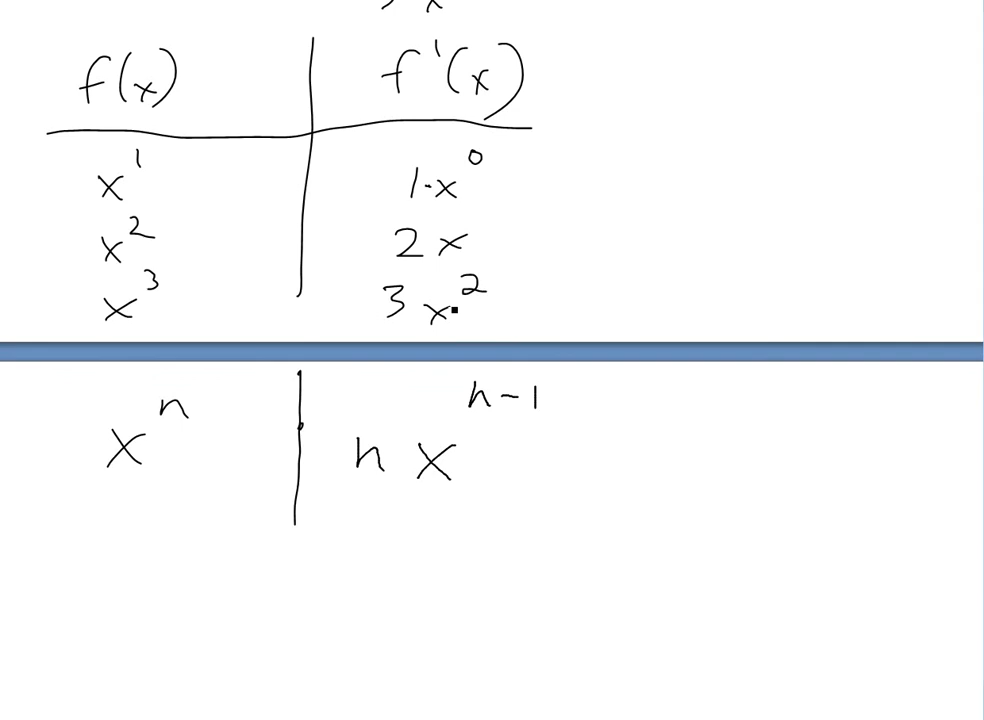 f(x) f'(x)
x^1 1·x^0
x^2 2x
x^3 3x^2
x^n nx^{n-1}